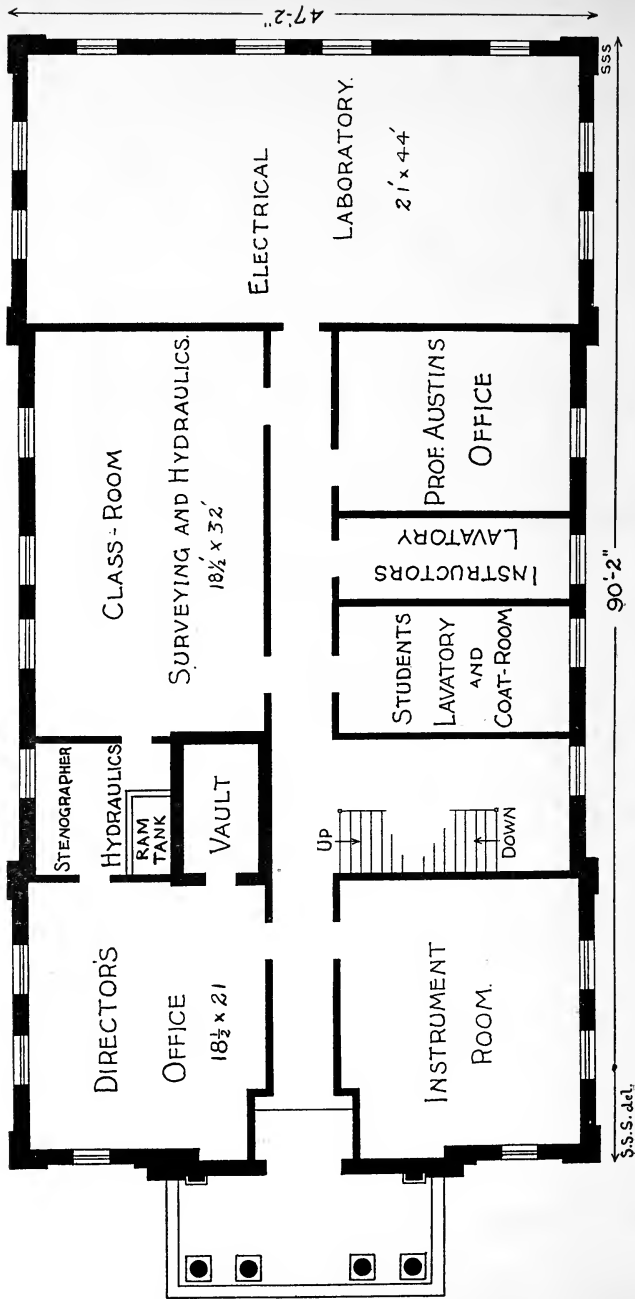 47'-2"
ELECTRICAL
LABORATORY.
21' x 44'
CLASS-ROOM
SURVEYING AND HYDRAULICS.
18½' x 32'
PROF. AUSTINS
OFFICE
INSTRUCTORS
LAVATORY
STUDENTS
LAVATORY
AND
COAT-ROOM
STENOGRAPHER
HYDRAULICS
RAM
TANK
VAULT
UP
DOWN
DIRECTOR'S
OFFICE
18½ x 21
INSTRUMENT
ROOM.
90'-2"
SSS
S.S.S. del.